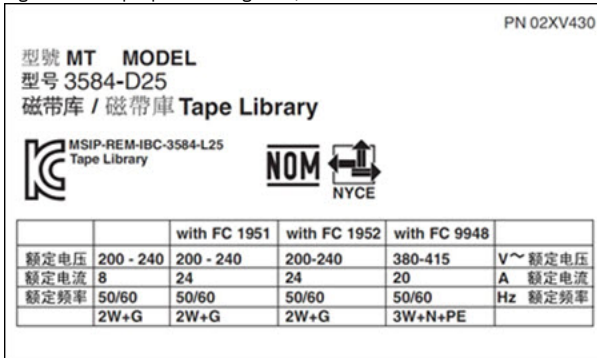 PN 02XV430
型號 MT MODEL
型号 3584-D25
磁带库 / 磁帶庫 Tape Library
MSIP-REM-IBC-3584-L25
Tape Library
NOM
NYCE
with FC 1951 with FC 1952 with FC 9948
额定电压 200 - 240 200 - 240 200-240 380-415 V～ 额定电压
额定电流 8 24 24 20 A 额定电流
额定频率 50/60 50/60 50/60 50/60 Hz 额定频率
2W+G 2W+G 2W+G 3W+N+PE